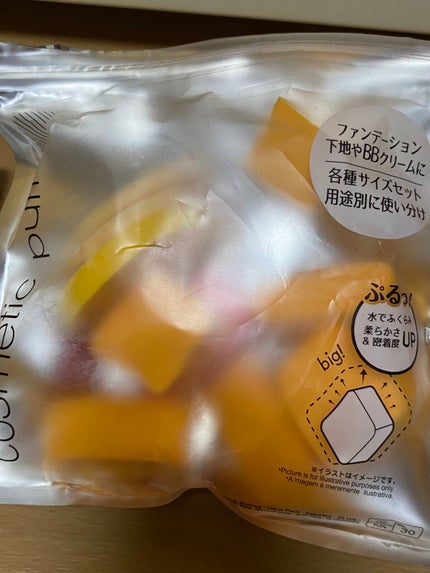 cosmetic puff
ファンデーション
下地やBBクリームに
各種サイズセット
用途別に使い分け
ぷるっ!
水でふくらみ
柔らかさ
&密着度
UP
big!
※イラストはイメージです。
*Picture is for illustrative purposes only.
*A imagem é meramente ilustrativa.
30